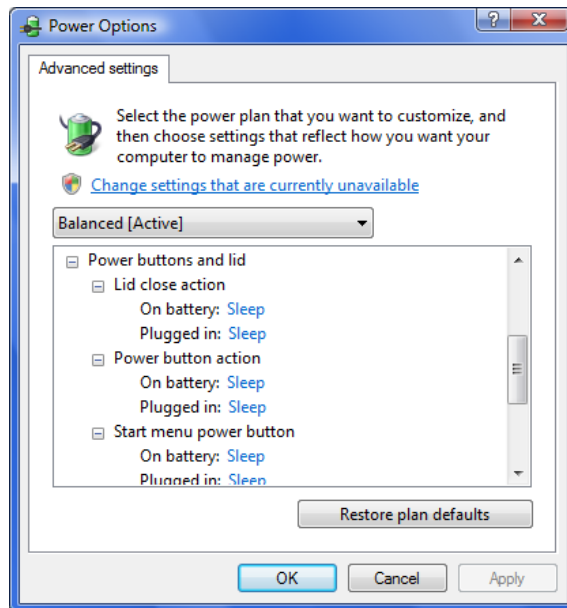 Power Options
Advanced settings
Select the power plan that you want to customize, and
then choose settings that reflect how you want your
computer to manage power.
Change settings that are currently unavailable
Balanced [Active]
Power buttons and lid
Lid close action
On battery: Sleep
Plugged in: Sleep
Power button action
On battery: Sleep
Plugged in: Sleep
Start menu power button
On battery: Sleep
Plugged in: Sleep
Restore plan defaults
OK Cancel Apply